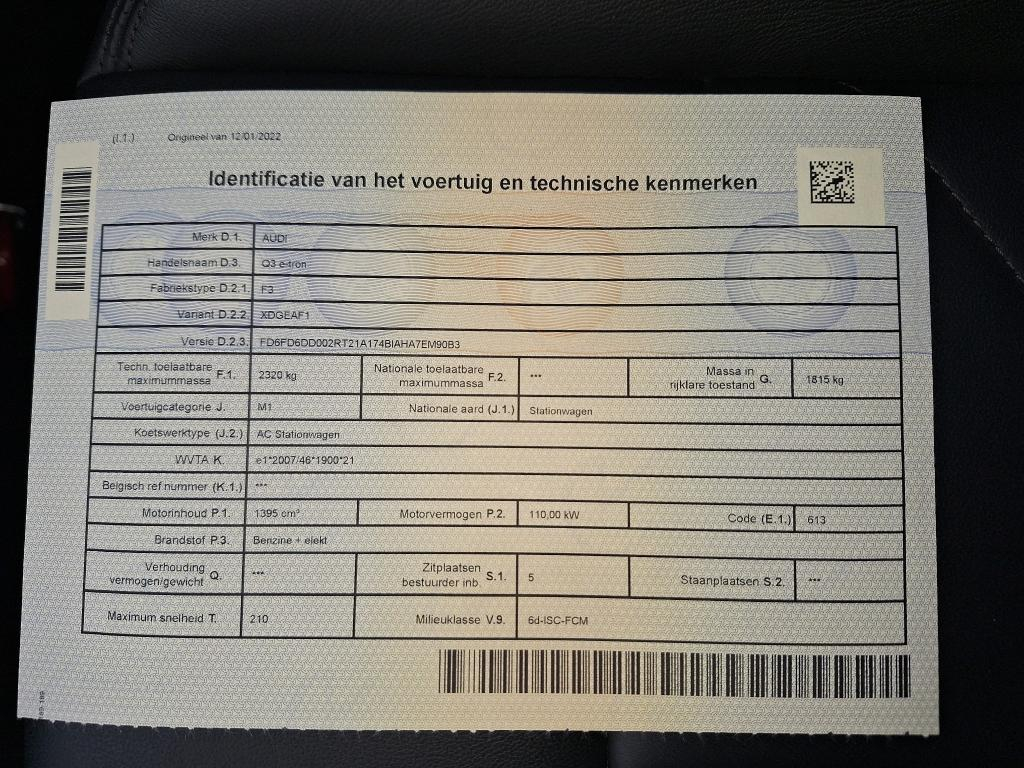 (I.1.) Origineel van 12/01/2022
Identificatie van het voertuig en technische kenmerken
Merk D.1. AUDI
Handelsnaam D.3. Q3 e-tron
Fabriekstype D.2.1. F3
Variant D.2.2. XDGEAF1
Versie D.2.3. FD6FD6DD002RT21A174BIAHA7EM90B3
Techn. toelaatbare maximummassa F.1. 2320 kg Nationale toelaatbare maximummassa F.2. *** Massa in rijklare toestand G. 1815 kg
Voertuigcategorie J. M1 Nationale aard (J.1.) Stationwagen
Koetswerktype (J.2.) AC Stationwagen
WVTA K. e1*2007/46*1900*21
Belgisch ref nummer (K.1.) ***
Motorinhoud P.1. 1395 cm³ Motorvermogen P.2. 110,00 kW Code (E.1.) 613
Brandstof P.3. Benzine + elekt
Verhouding vermogen/gewicht Q. *** Zitplaatsen bestuurder inb. S.1. 5 Staanplaatsen S.2. ***
Maximum snelheid T. 210 Milieuklasse V.9. 6d-ISC-FCM